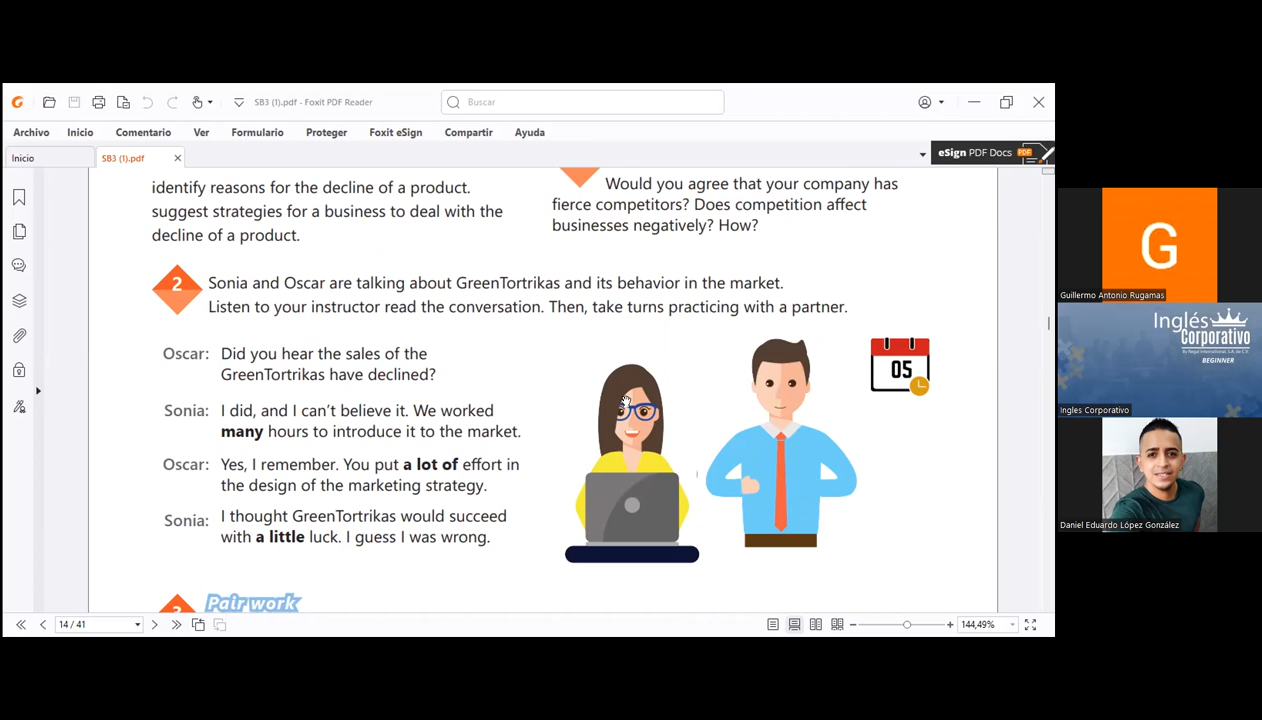 SB3 (1).pdf - Foxit PDF Reader
Buscar
Archivo Inicio Comentario Ver Formulario Proteger Foxit eSign Compartir Ayuda
Inicio SB3 (1).pdf
eSign PDF Docs PDF
identify reasons for the decline of a product.
suggest strategies for a business to deal with the
decline of a product.
Would you agree that your company has
fierce competitors? Does competition affect
businesses negatively? How?
2 Sonia and Oscar are talking about GreenTortrikas and its behavior in the market.
Listen to your instructor read the conversation. Then, take turns practicing with a partner.
Oscar: Did you hear the sales of the
GreenTortrikas have declined?
Sonia: I did, and I can't believe it. We worked
many hours to introduce it to the market.
Oscar: Yes, I remember. You put a lot of effort in
the design of the marketing strategy.
Sonia: I thought GreenTortrikas would succeed
with a little luck. I guess I was wrong.
05
3 Pair work
14 / 41
144,49%
G
Guillermo Antonio Rugamas
Inglés
Corporativo
By Regal International, S.A. de C.V.
BEGINNER
Ingles Corporativo
Daniel Eduardo López González